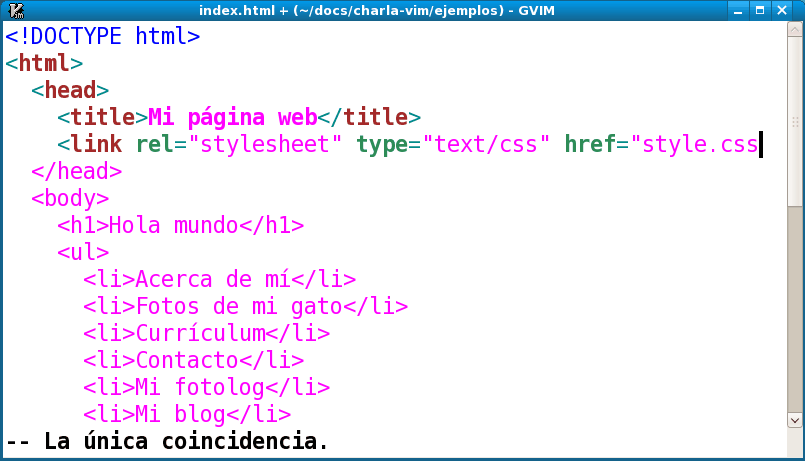 index.html + (~/docs/charla-vim/ejemplos) - GVIM
<!DOCTYPE html>
<html>
  <head>
    <title>Mi página web</title>
    <link rel="stylesheet" type="text/css" href="style.css
  </head>
  <body>
    <h1>Hola mundo</h1>
    <ul>
      <li>Acerca de mí</li>
      <li>Fotos de mi gato</li>
      <li>Currículum</li>
      <li>Contacto</li>
      <li>Mi fotolog</li>
      <li>Mi blog</li>
-- La única coincidencia.